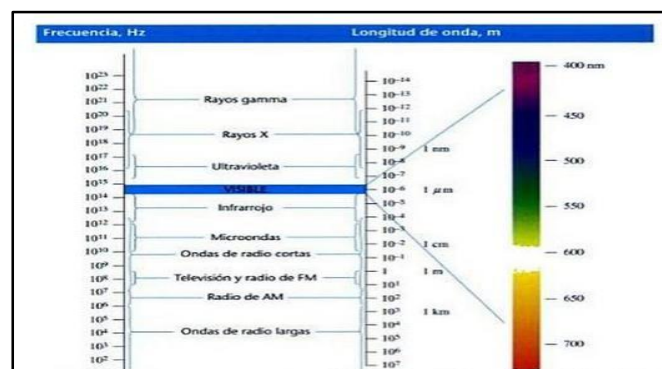 Frecuencia, Hz
Longitud de onda, m
10²³
10²²
10²¹
10²⁰
10¹⁹
10¹⁸
10¹⁷
10¹⁶
10¹⁵
10¹⁴
10¹³
10¹²
10¹¹
10¹⁰
10⁹
10⁸
10⁷
10⁶
10⁵
10⁴
10³
10²
Rayos gamma
Rayos X
Ultravioleta
VISIBLE
Infrarrojo
Microondas
Ondas de radio cortas
Televisión y radio de FM
Radio de AM
Ondas de radio largas
10⁻¹⁴
10⁻¹³
10⁻¹²
10⁻¹¹
10⁻¹⁰
10⁻⁹
10⁻⁸
10⁻⁷
10⁻⁶
10⁻⁵
10⁻⁴
10⁻³
10⁻²
10⁻¹
1
10¹
10²
10³
10⁴
10⁵
10⁶
10⁷
1 nm
1 μm
1 cm
1 m
1 km
400 nm
450
500
550
600
650
700